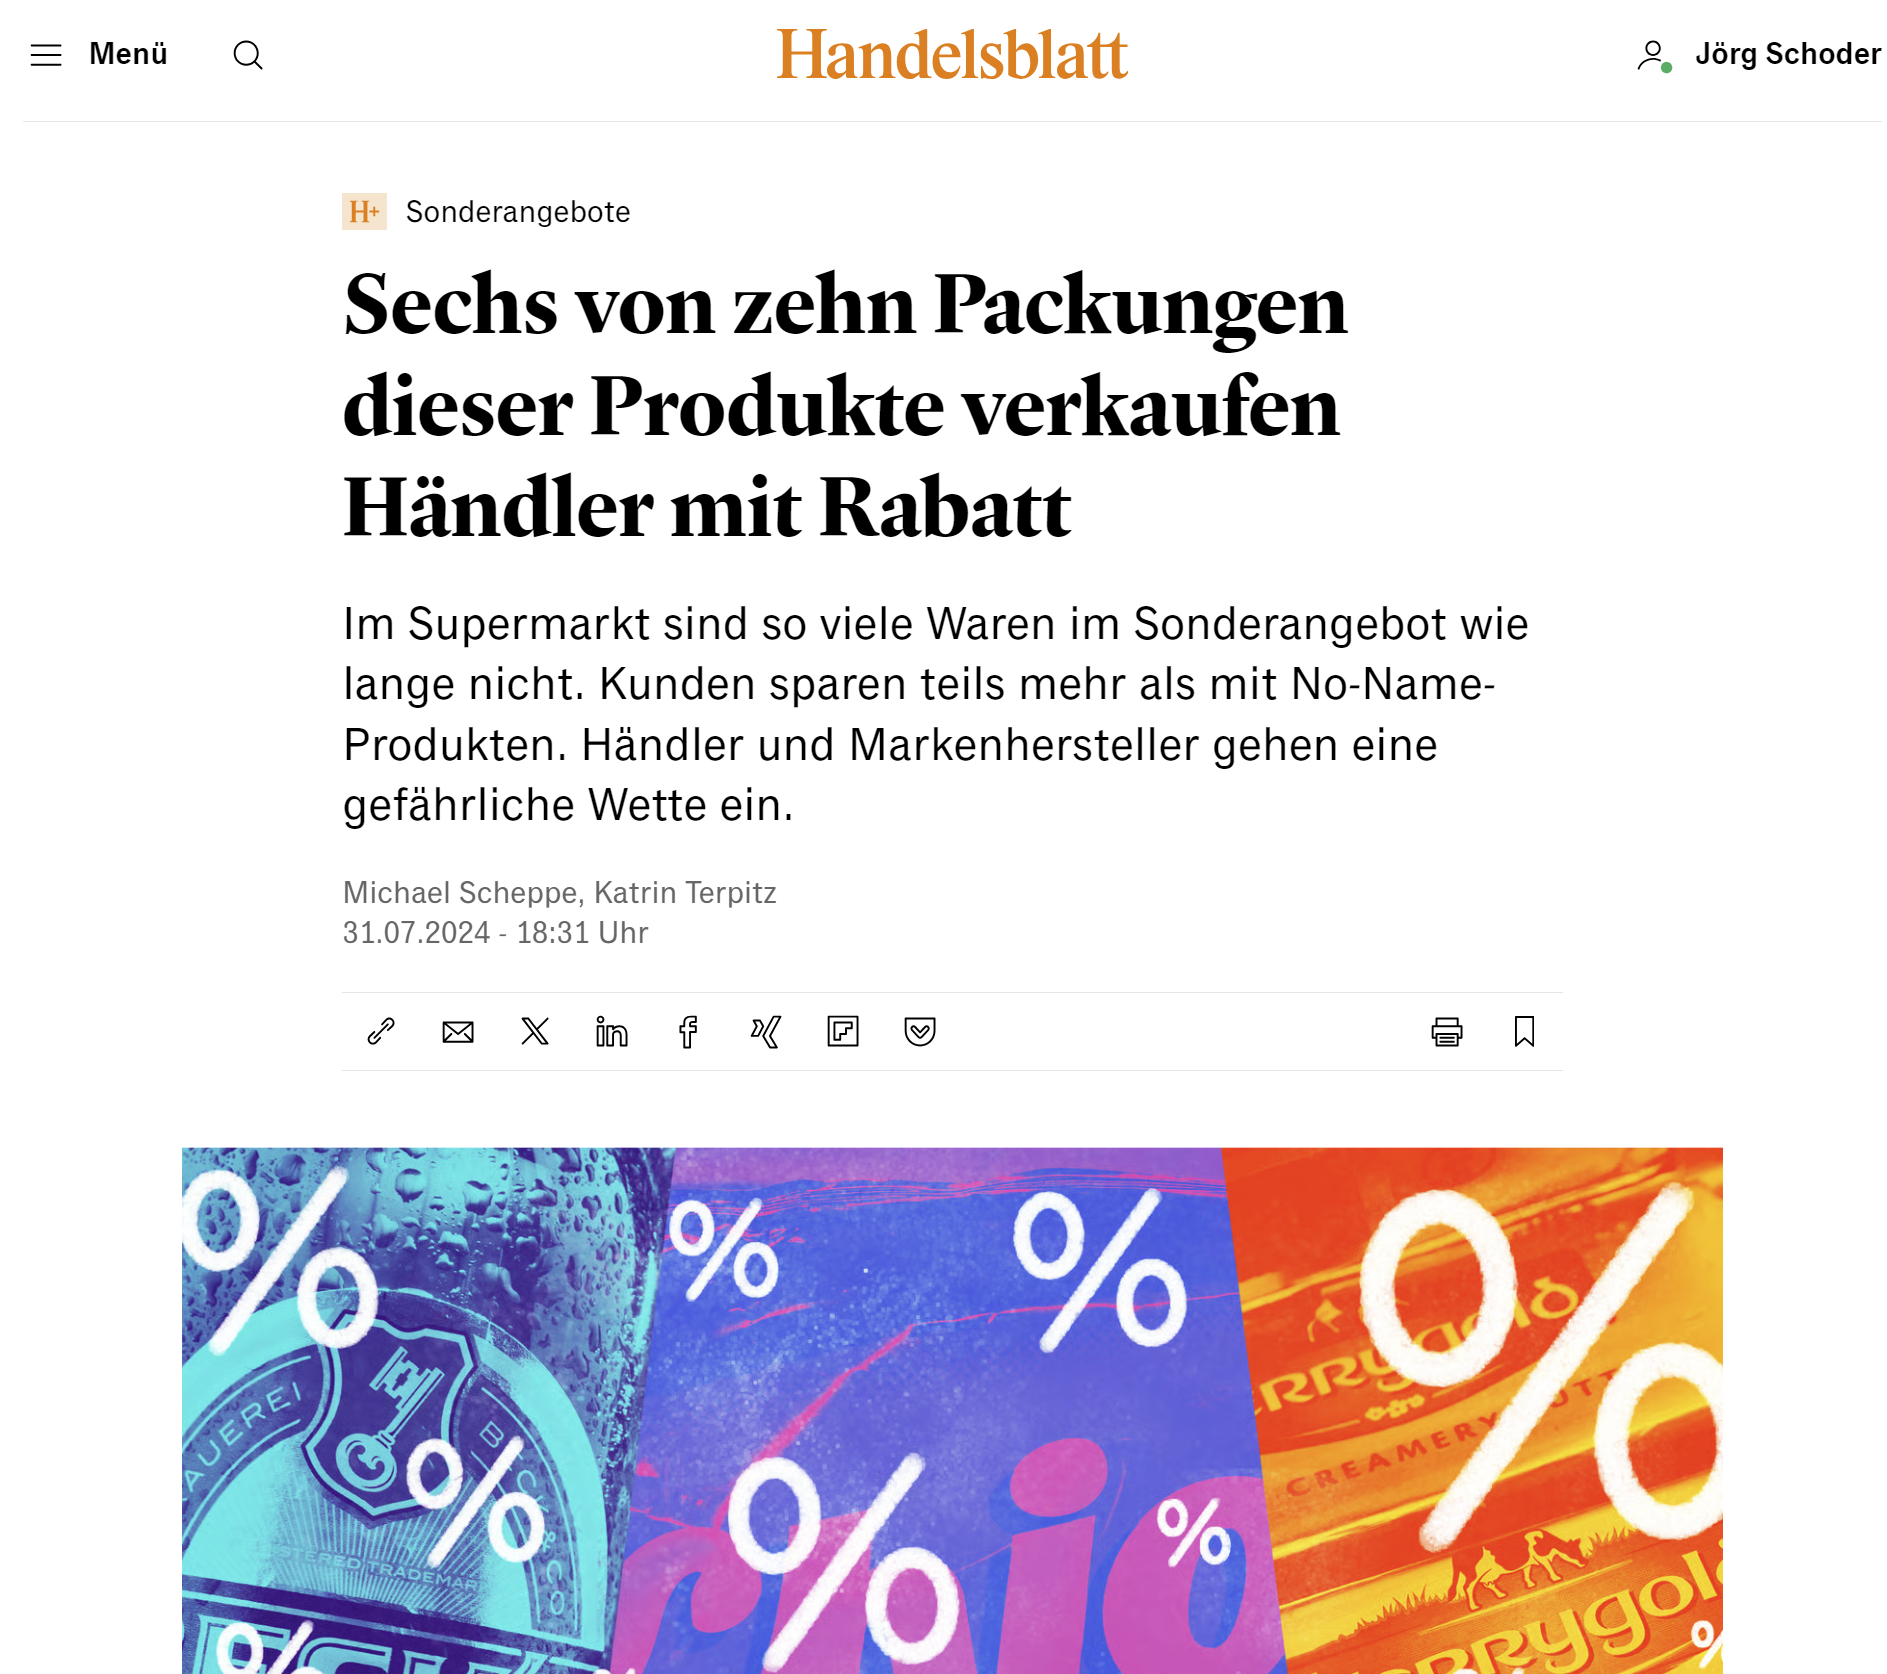 Menü
Handelsblatt
Jörg Schoder
H+ Sonderangebote
Sechs von zehn Packungen
dieser Produkte verkaufen
Händler mit Rabatt
Im Supermarkt sind so viele Waren im Sonderangebot wie
lange nicht. Kunden sparen teils mehr als mit No-Name-
Produkten. Händler und Markenhersteller gehen eine
gefährliche Wette ein.
Michael Scheppe, Katrin Terpitz
31.07.2024 - 18:31 Uhr
% % % %
% % % %
CREAMERY